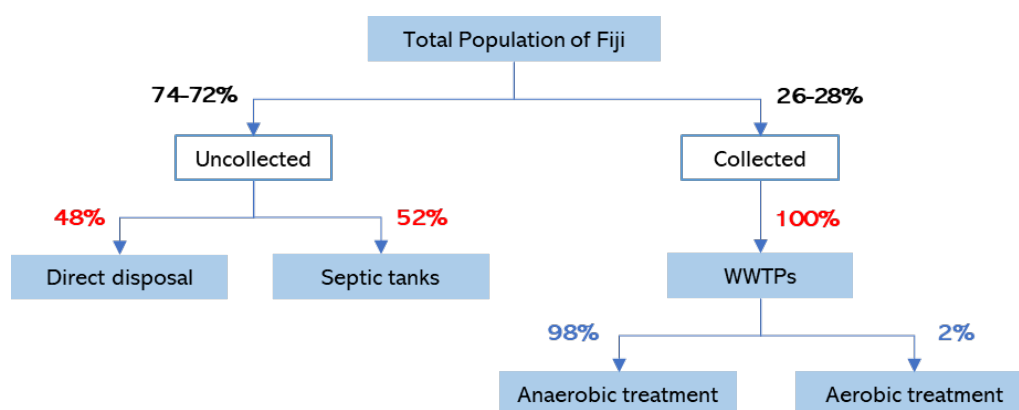 Total Population of Fiji
74-72%
26-28%
Uncollected
Collected
48%
52%
100%
Direct disposal
Septic tanks
WWTPs
98%
2%
Anaerobic treatment
Aerobic treatment